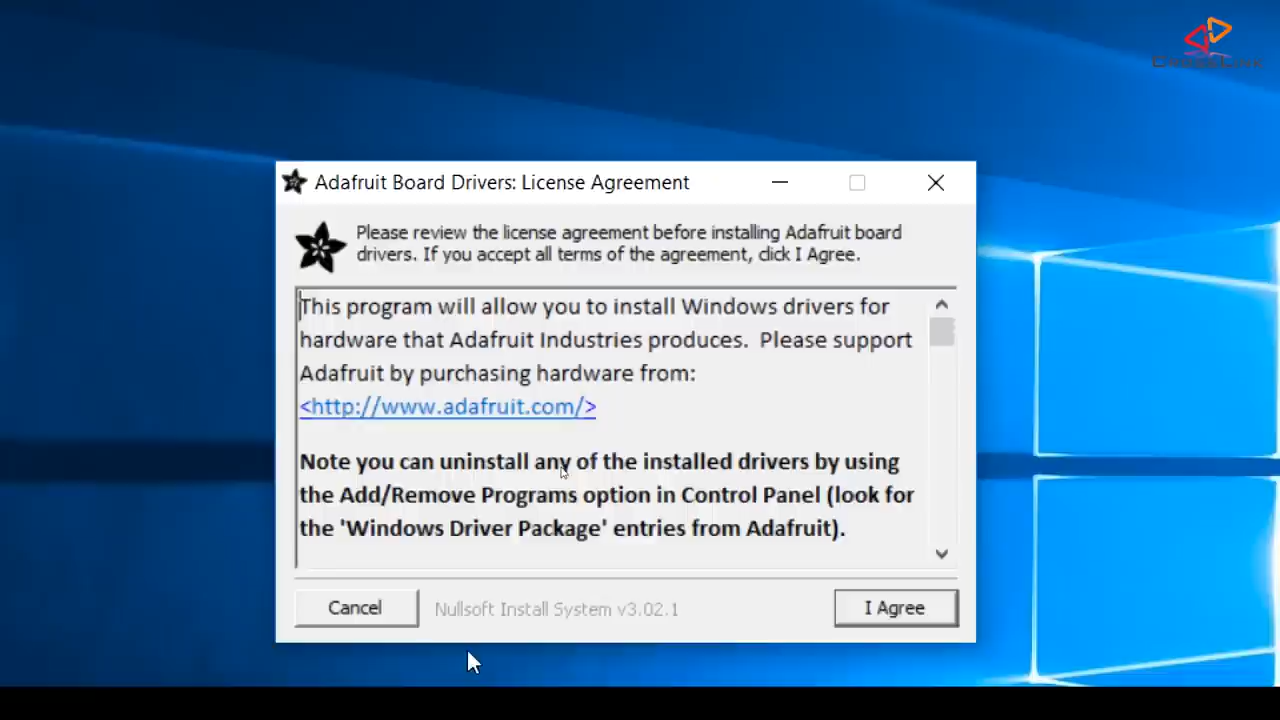 Adafruit Board Drivers: License Agreement
Please review the license agreement before installing Adafruit board
drivers. If you accept all terms of the agreement, click I Agree.
This program will allow you to install Windows drivers for
hardware that Adafruit Industries produces.  Please support
Adafruit by purchasing hardware from:
<http://www.adafruit.com/>
Note you can uninstall any of the installed drivers by using
the Add/Remove Programs option in Control Panel (look for
the 'Windows Driver Package' entries from Adafruit).
Cancel
Nullsoft Install System v3.02.1
I Agree